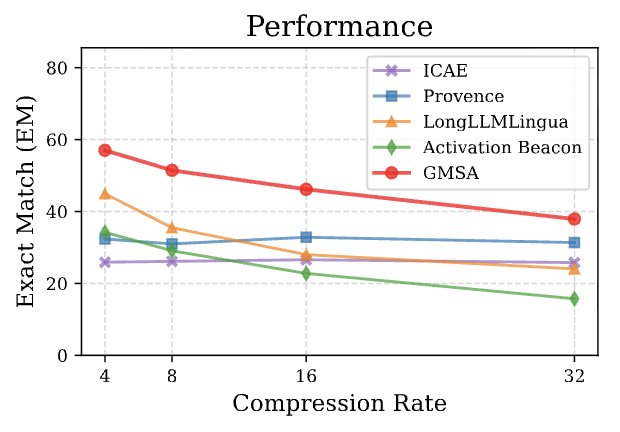 Performance
Exact Match (EM)
80
60
40
20
0
ICAE
Provence
LongLLMLingua
Activation Beacon
GMSA
4 8 16 32
Compression Rate